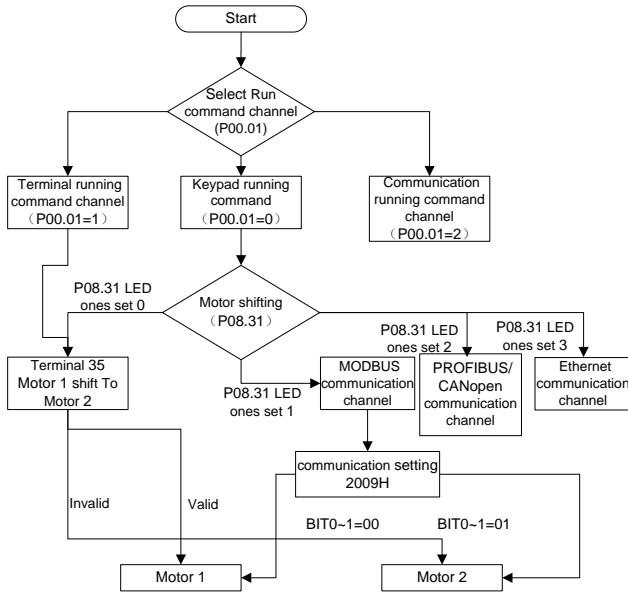 Start
Select Run
command channel
(P00.01)
Terminal running
command channel
（P00.01=1）
Keypad running
command
（P00.01=0）
Communication
running command
channel
（P00.01=2）
P08.31 LED
ones set 0
Motor shifting
（P08.31）
P08.31 LED
ones set 2
P08.31 LED
ones set 3
Terminal 35
Motor 1 shift To
Motor 2
P08.31 LED
ones set 1
MODBUS
communication
channel
PROFIBUS/
CANopen
communication
channel
Ethernet
communication
channel
communication setting
2009H
Invalid
Valid
BIT0~1=00
BIT0~1=01
Motor 1
Motor 2